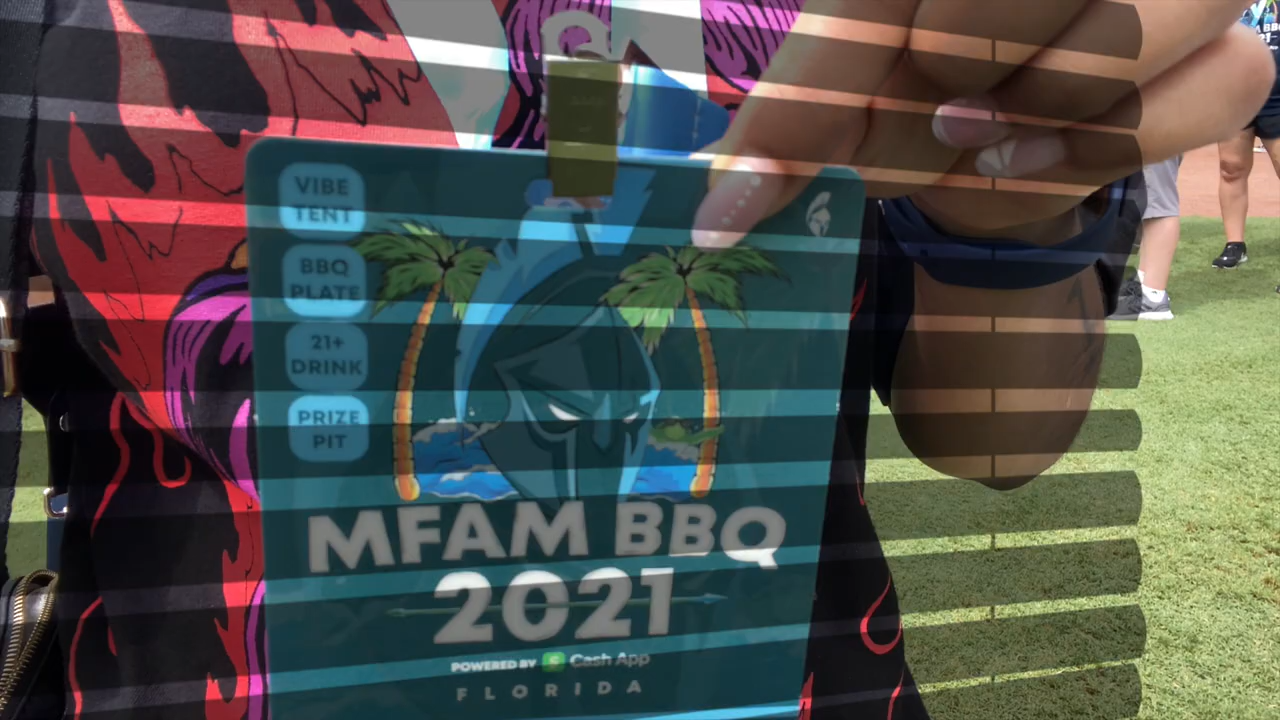 VIBE
TENT
BBQ
PLATE
21+
DRINK
PRIZE
PIT
MFAM BBQ
2021
POWERED BY Cash App
FLORIDA